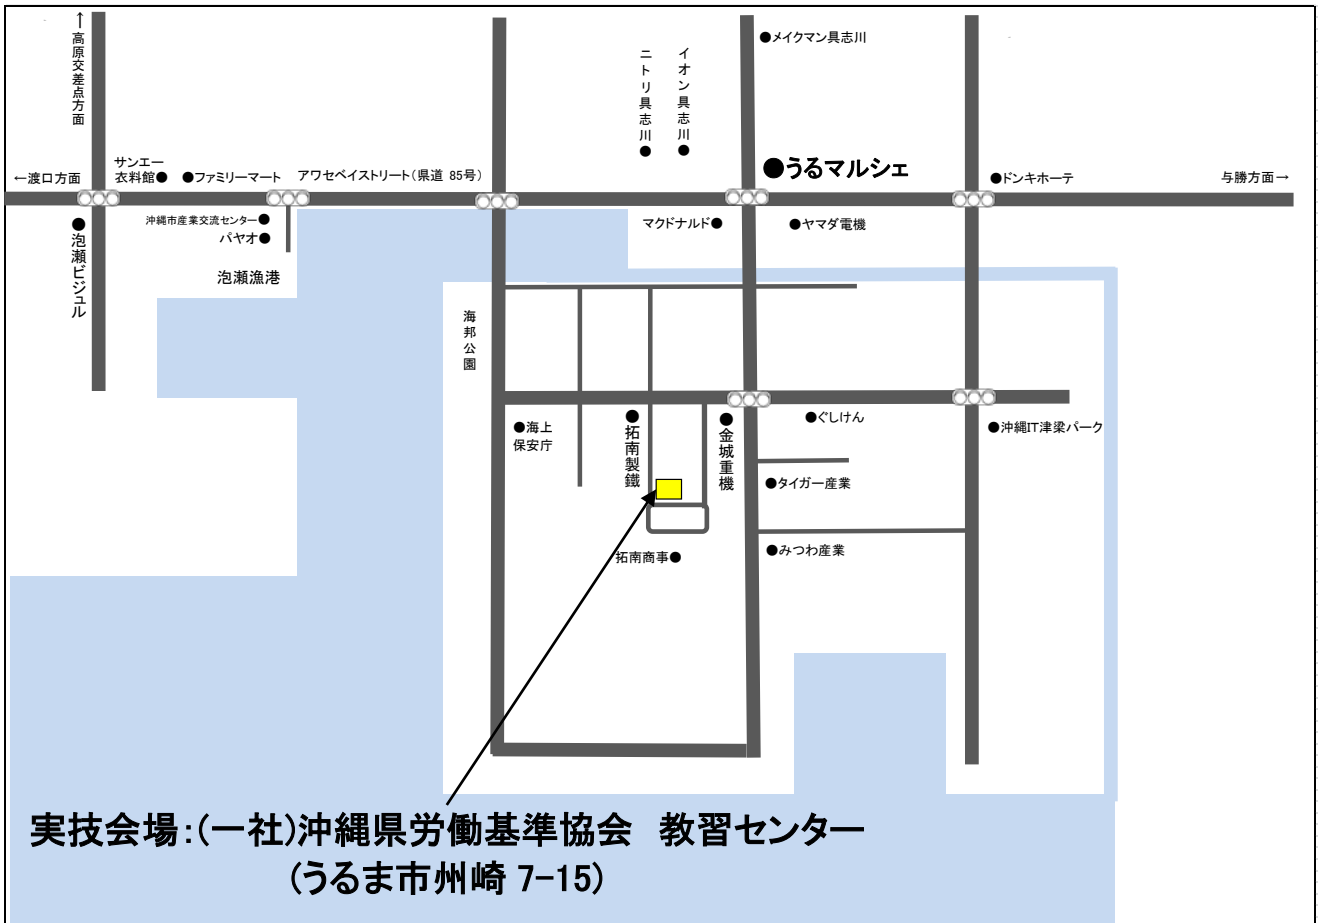 ↑高原交差点方面
ニトリ具志川●
イオン具志川●
●メイクマン具志川
←渡口方面
サンエー
衣料館●
●ファミリーマート
アワセベイストリート(県道 85号)
●うるマルシェ
●ドンキホーテ
与勝方面→
●泡瀬ビジュル
沖縄市産業交流センター●
パヤオ●
泡瀬漁港
マクドナルド●
●ヤマダ電機
海邦公園
●海上
保安庁
●拓南製鐵
●金城重機
●ぐしけん
●沖縄IT津梁パーク
●タイガー産業
拓南商事●
●みつわ産業
実技会場:(一社)沖縄県労働基準協会 教習センター
(うるま市州崎 7-15)